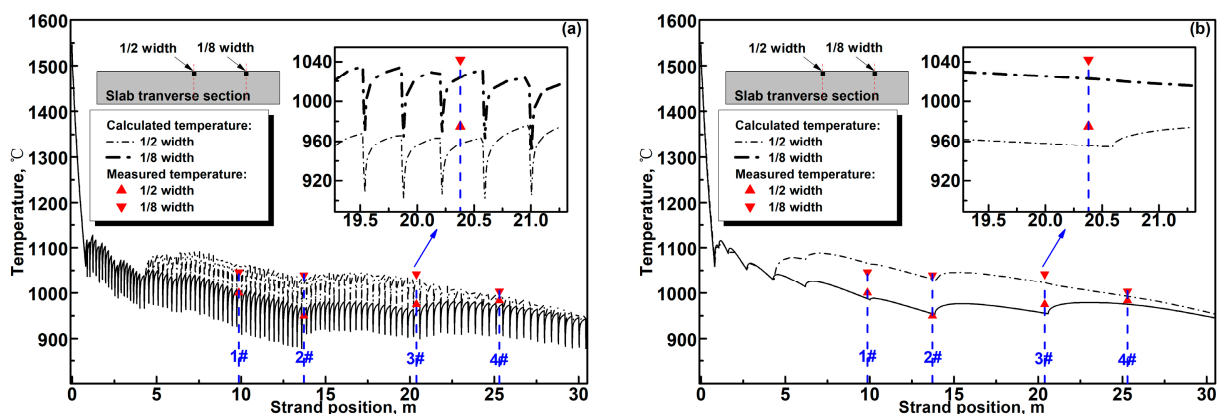 (a)
1600
1500
1400
1300
1200
1100
1000
900
800
Temperature, ℃
0
5
10
15
20
25
30
Strand position, m
1/2 width
1/8 width
Slab tranverse section
Calculated temperature:
1/2 width
1/8 width
Measured temperature:
1/2 width
1/8 width
1040
1000
960
920
19.5
20.0
20.5
21.0
1#
2#
3#
4#
(b)
1600
1500
1400
1300
1200
1100
1000
900
800
Temperature, ℃
0
5
10
15
20
25
30
Strand position, m
1/2 width
1/8 width
Slab tranverse section
Calculated temperature:
1/2 width
1/8 width
Measured temperature:
1/2 width
1/8 width
1040
1000
960
920
19.5
20.0
20.5
21.0
1#
2#
3#
4#